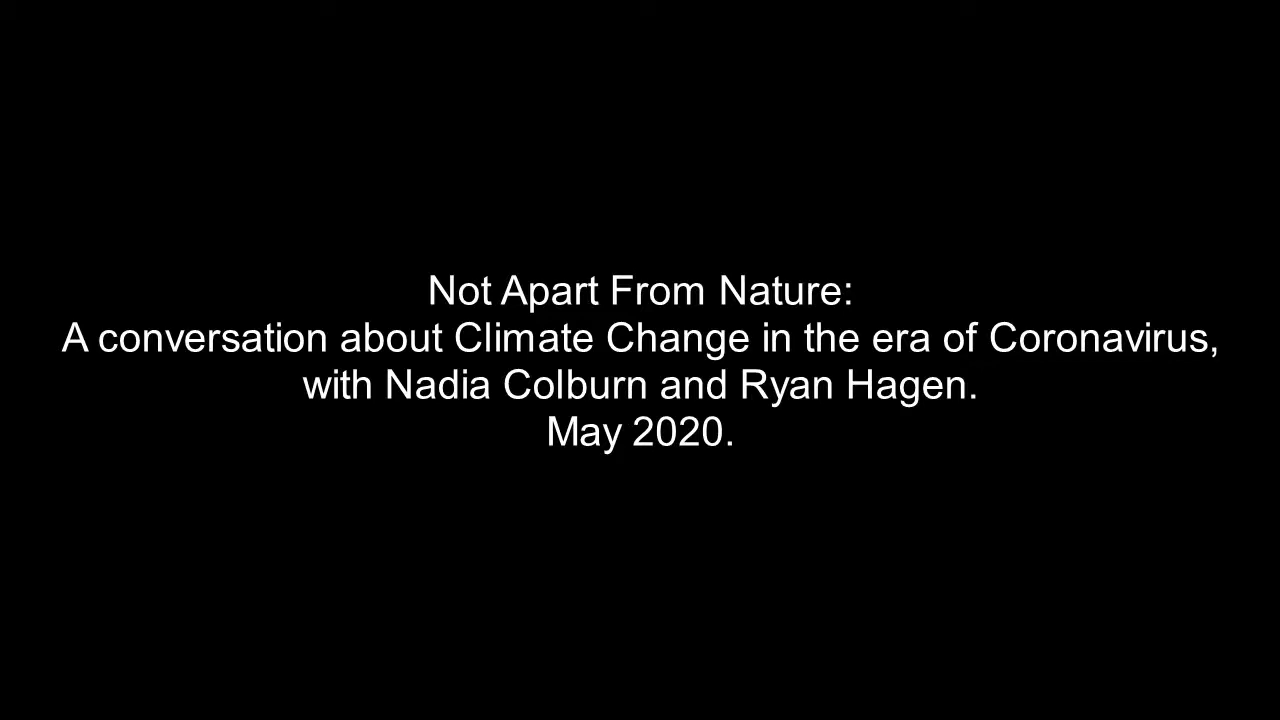 Not Apart From Nature:
A conversation about Climate Change in the era of Coronavirus,
with Nadia Colburn and Ryan Hagen.
May 2020.